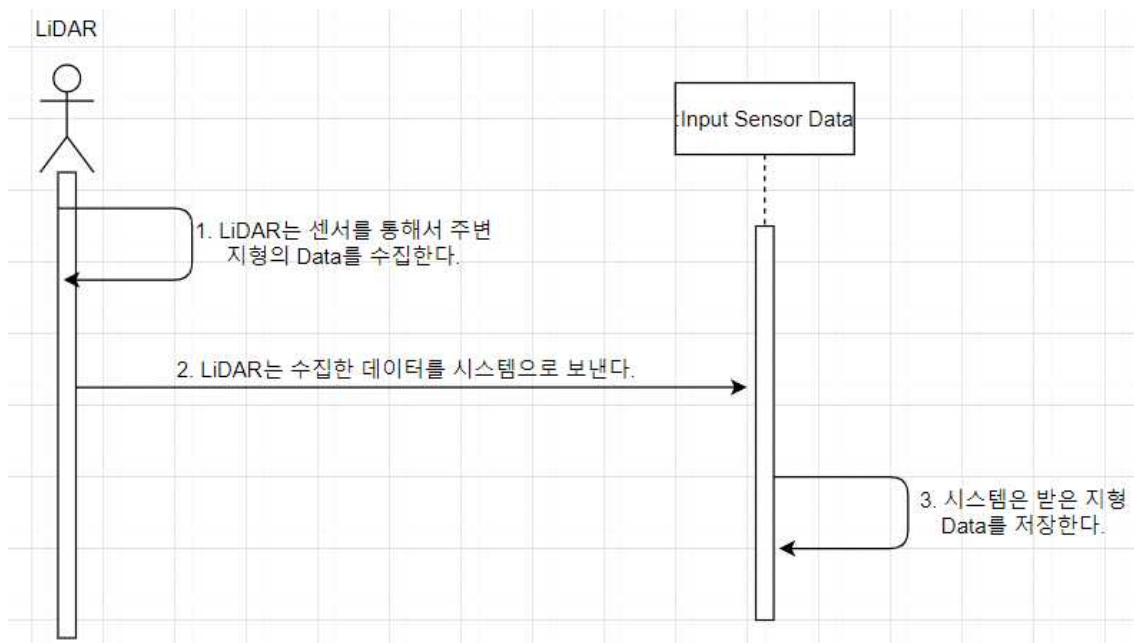 LiDAR
:Input Sensor Data
1. LiDAR는 센서를 통해서 주변
지형의 Data를 수집한다.
2. LiDAR는 수집한 데이터를 시스템으로 보낸다.
3. 시스템은 받은 지형
Data를 저장한다.